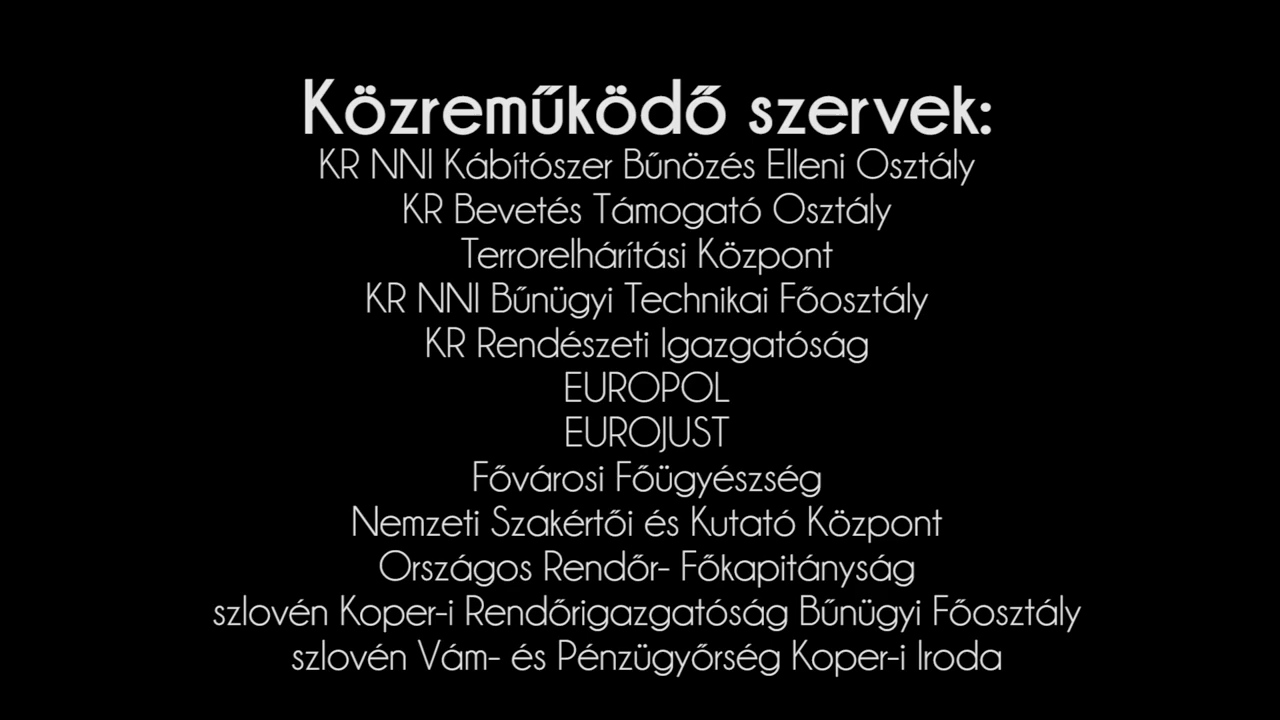 Közreműködő szervek:
KR NNI Kábítószer Bűnözés Elleni Osztály
KR Bevetés Támogató Osztály
Terrorelhárítási Központ
KR NNI Bűnügyi Technikai Főosztály
KR Rendészeti Igazgatóság
EUROPOL
EUROJUST
Fővárosi Főügyészség
Nemzeti Szakértői és Kutató Központ
Országos Rendőr- Főkapitányság
szlovén Koper-i Rendőrigazgatóság Bűnügyi Főosztály
szlovén Vám- és Pénzügyőrség Koper-i Iroda